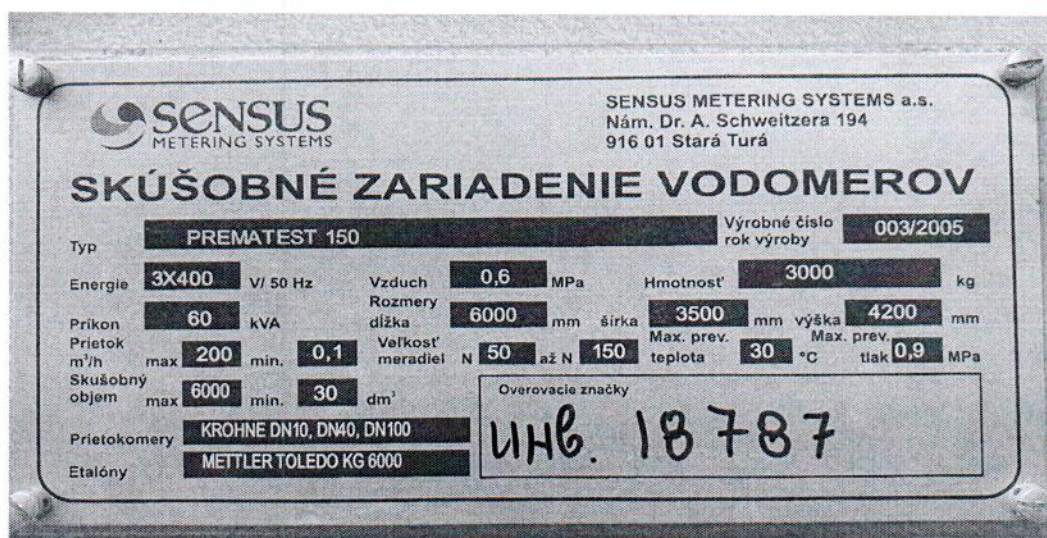 SENSUS
METERING SYSTEMS
SENSUS METERING SYSTEMS a.s.
Nám. Dr. A. Schweitzera 194
916 01 Stará Turá
SKÚŠOBNÉ ZARIADENIE VODOMEROV
Typ PREMATEST 150 Výrobné číslo rok výroby 003/2005
Energie 3X400 V/ 50 Hz Vzduch 0,6 MPa Hmotnosť 3000 kg
Príkon 60 kVA Rozmery dĺžka 6000 mm šírka 3500 mm výška 4200 mm
Prietok m³/h max 200 min. 0,1 Veľkosť meradiel N 50 až N 150 Max. prev. teplota 30 °C Max. prev. tlak 0,9 MPa
Skušobný objem max 6000 min. 30 dm³
Overovacie značky
инв. 18787
Prietokomery KROHNE DN10, DN40, DN100
Etalóny METTLER TOLEDO KG 6000